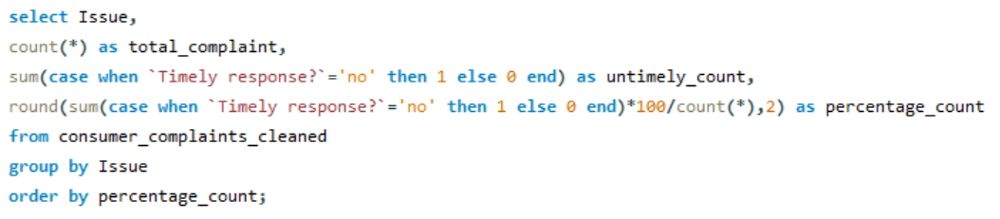 select Issue,
count(*) as total_complaint,
sum(case when `Timely response?`='no' then 1 else 0 end) as untimely_count,
round(sum(case when `Timely response?`='no' then 1 else 0 end)*100/count(*),2) as percentage_count
from consumer_complaints_cleaned
group by Issue
order by percentage_count;